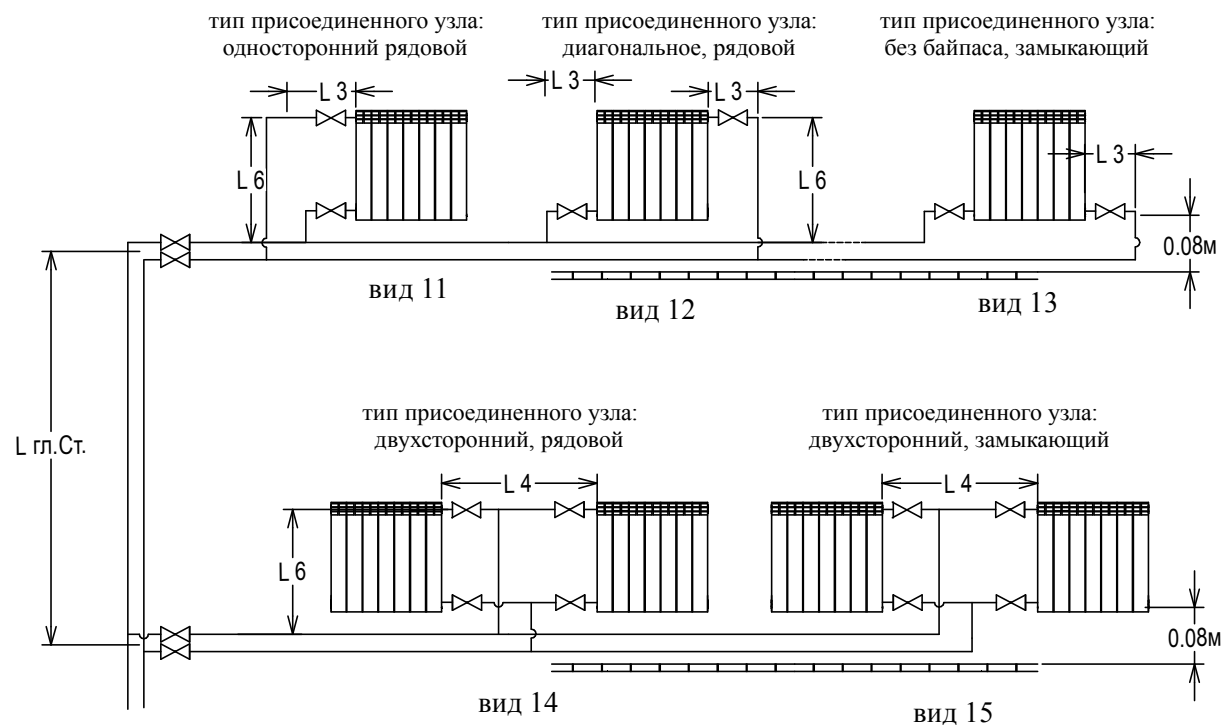 тип присоединенного узла:
односторонний рядовой
тип присоединенного узла:
диагональное, рядовой
тип присоединенного узла:
без байпаса, замыкающий
L 3
L 3
L 3
L 3
L 6
L 6
0.08м
вид 11
вид 12
вид 13
L гл.Ст.
тип присоединенного узла:
двухсторонний, рядовой
тип присоединенного узла:
двухсторонний, замыкающий
L 4
L 4
L 6
0.08м
вид 14
вид 15